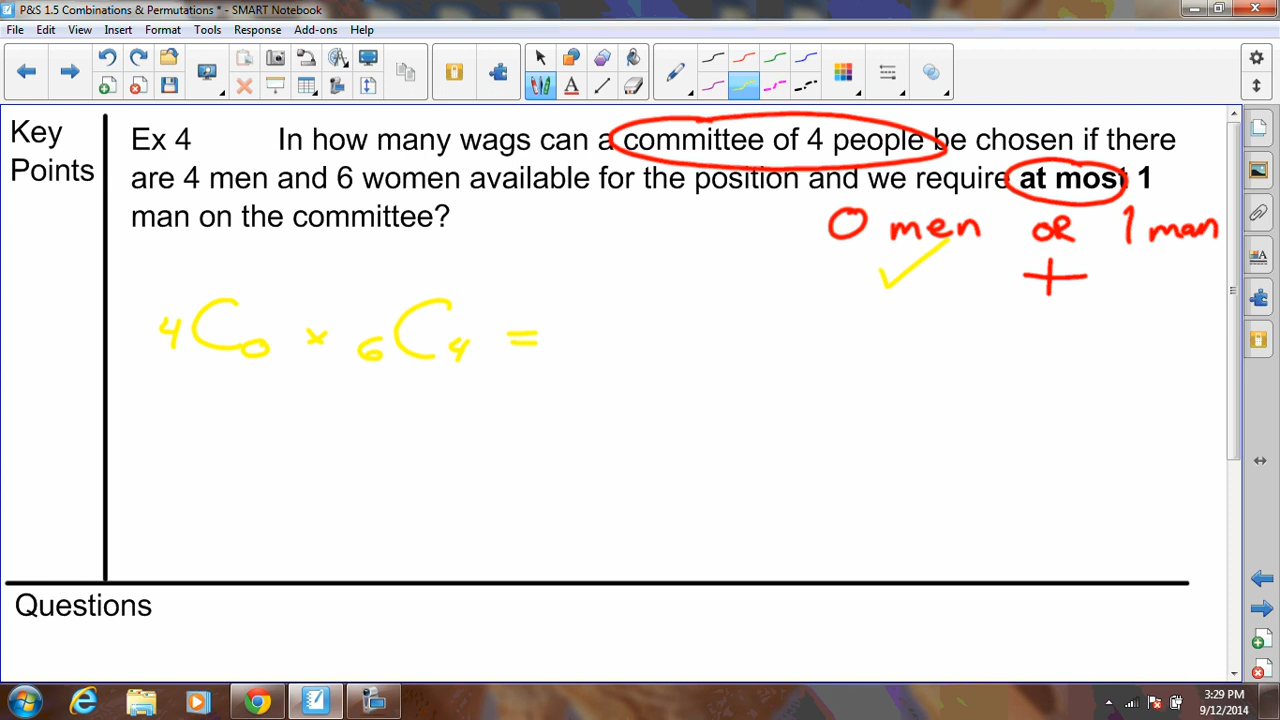 P&S 1.5 Combinations & Permutations * - SMART Notebook
File Edit View Insert Format Tools Response Add-ons Help
Key
Points
Ex 4 In how many wags can a committee of 4 people be chosen if there
are 4 men and 6 women available for the position and we require at most 1
man on the committee?
0 men OR 1 man
+
4C0 × 6C4 =
Questions
3:29 PM
9/12/2014